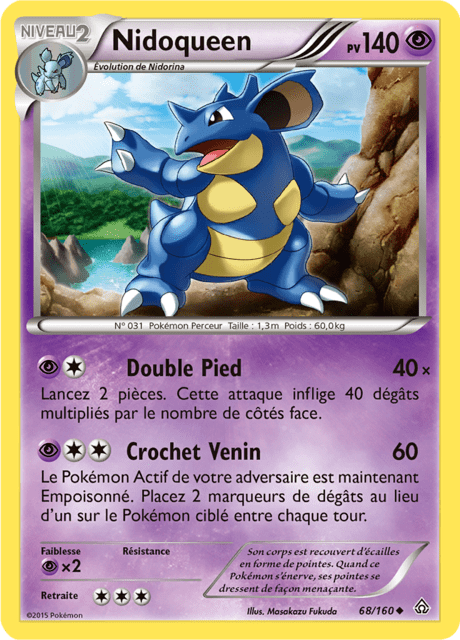 NIVEAU2
Nidoqueen
PV140
Évolution de Nidorina
N° 031 Pokémon Perceur Taille : 1,3m Poids : 60,0kg
Double Pied 40×
Lancez 2 pièces. Cette attaque inflige 40 dégâts
multipliés par le nombre de côtés face.
Crochet Venin 60
Le Pokémon Actif de votre adversaire est maintenant
Empoisonné. Placez 2 marqueurs de dégâts au lieu
d'un sur le Pokémon ciblé entre chaque tour.
Faiblesse Résistance
×2
Retraite
Son corps est recouvert d'écailles
en forme de pointes. Quand ce
Pokémon s'énerve, ses pointes se
dressent de façon menaçante.
©2015 Pokémon
Illus. Masakazu Fukuda
68/160